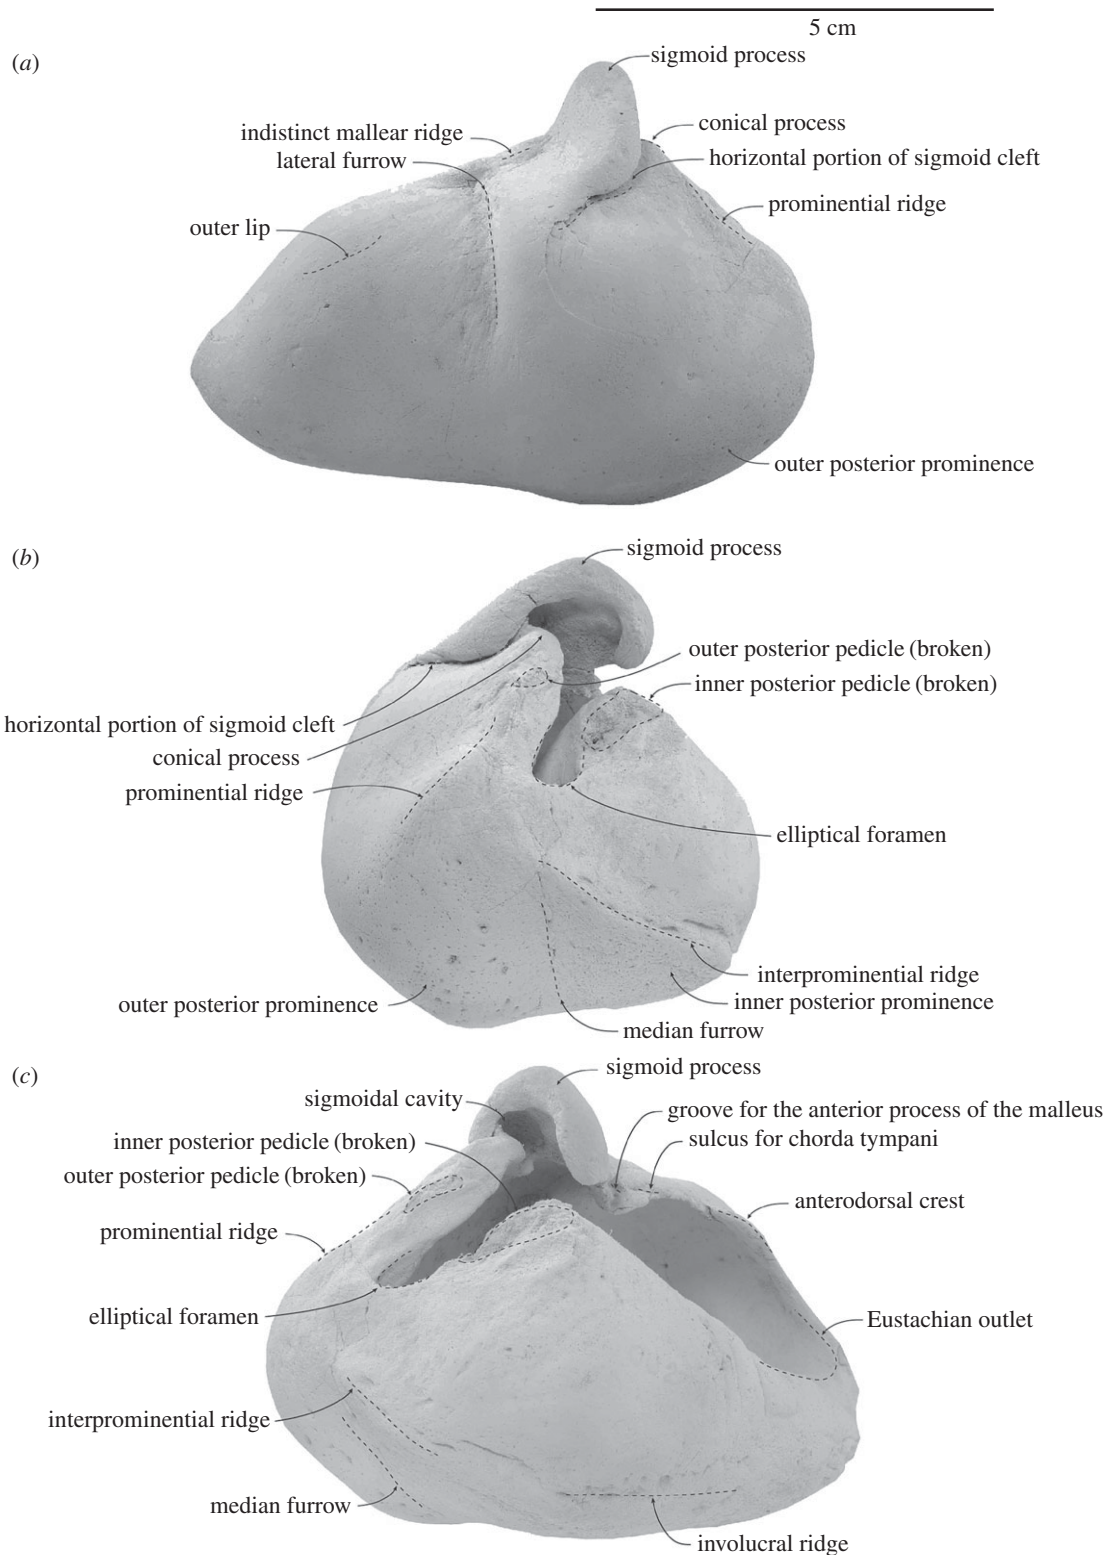 5 cm
(a)
sigmoid process
conical process
indistinct mallear ridge
lateral furrow
horizontal portion of sigmoid cleft
prominential ridge
outer lip
outer posterior prominence
(b)
sigmoid process
outer posterior pedicle (broken)
inner posterior pedicle (broken)
horizontal portion of sigmoid cleft
conical process
prominential ridge
elliptical foramen
interprominential ridge
outer posterior prominence
inner posterior prominence
median furrow
(c)
sigmoid process
sigmoidal cavity
groove for the anterior process of the malleus
inner posterior pedicle (broken)
sulcus for chorda tympani
outer posterior pedicle (broken)
anterodorsal crest
prominential ridge
elliptical foramen
Eustachian outlet
interprominential ridge
median furrow
involucral ridge